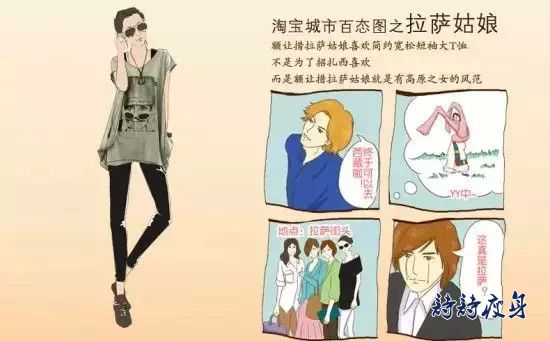 淘宝城市百态图之拉萨姑娘
额让措拉萨姑娘喜欢简约宽松短袖大T恤
不是为了招扎西喜欢
而是额让措拉萨姑娘就是有高原之女的风范
终于可以去
西藏啦!
YY中~
地点：拉萨街头
这真是拉萨？
诗诗瘦身